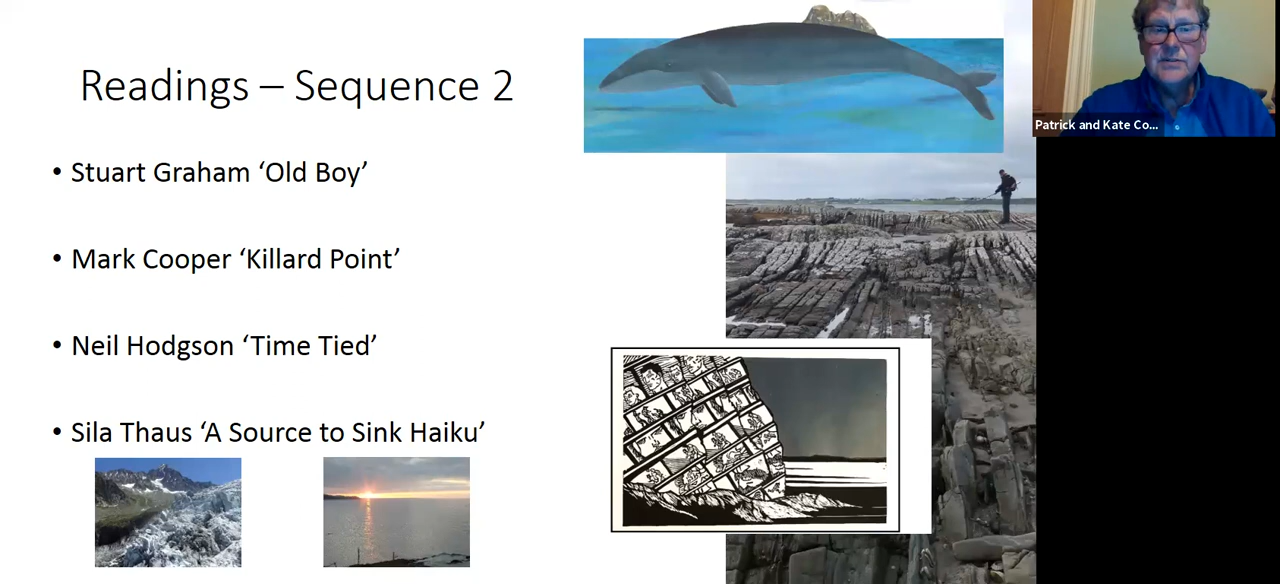 Readings – Sequence 2
• Stuart Graham ‘Old Boy’
• Mark Cooper ‘Killard Point’
• Neil Hodgson ‘Time Tied’
• Sila Thaus ‘A Source to Sink Haiku’
Patrick and Kate Co...